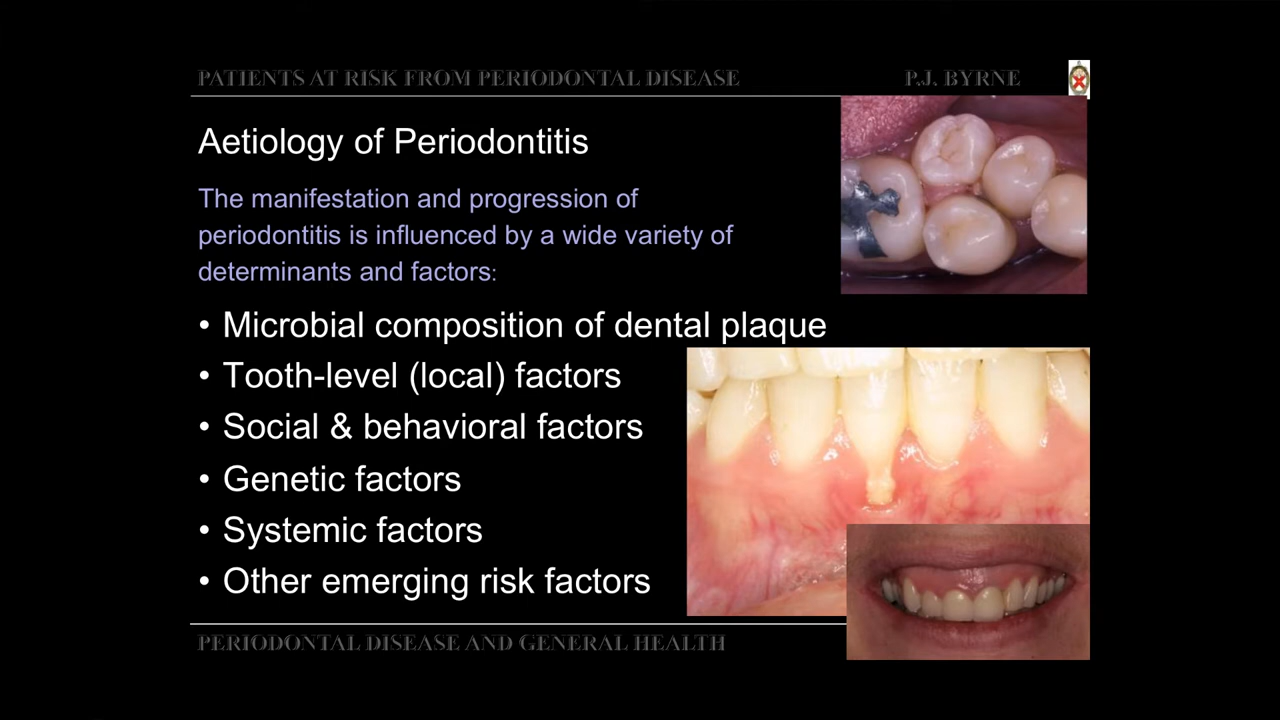 PATIENTS AT RISK FROM PERIODONTAL DISEASE P.J. BYRNE
Aetiology of Periodontitis
The manifestation and progression of
periodontitis is influenced by a wide variety of
determinants and factors:
• Microbial composition of dental plaque
• Tooth-level (local) factors
• Social & behavioral factors
• Genetic factors
• Systemic factors
• Other emerging risk factors
PERIODONTAL DISEASE AND GENERAL HEALTH